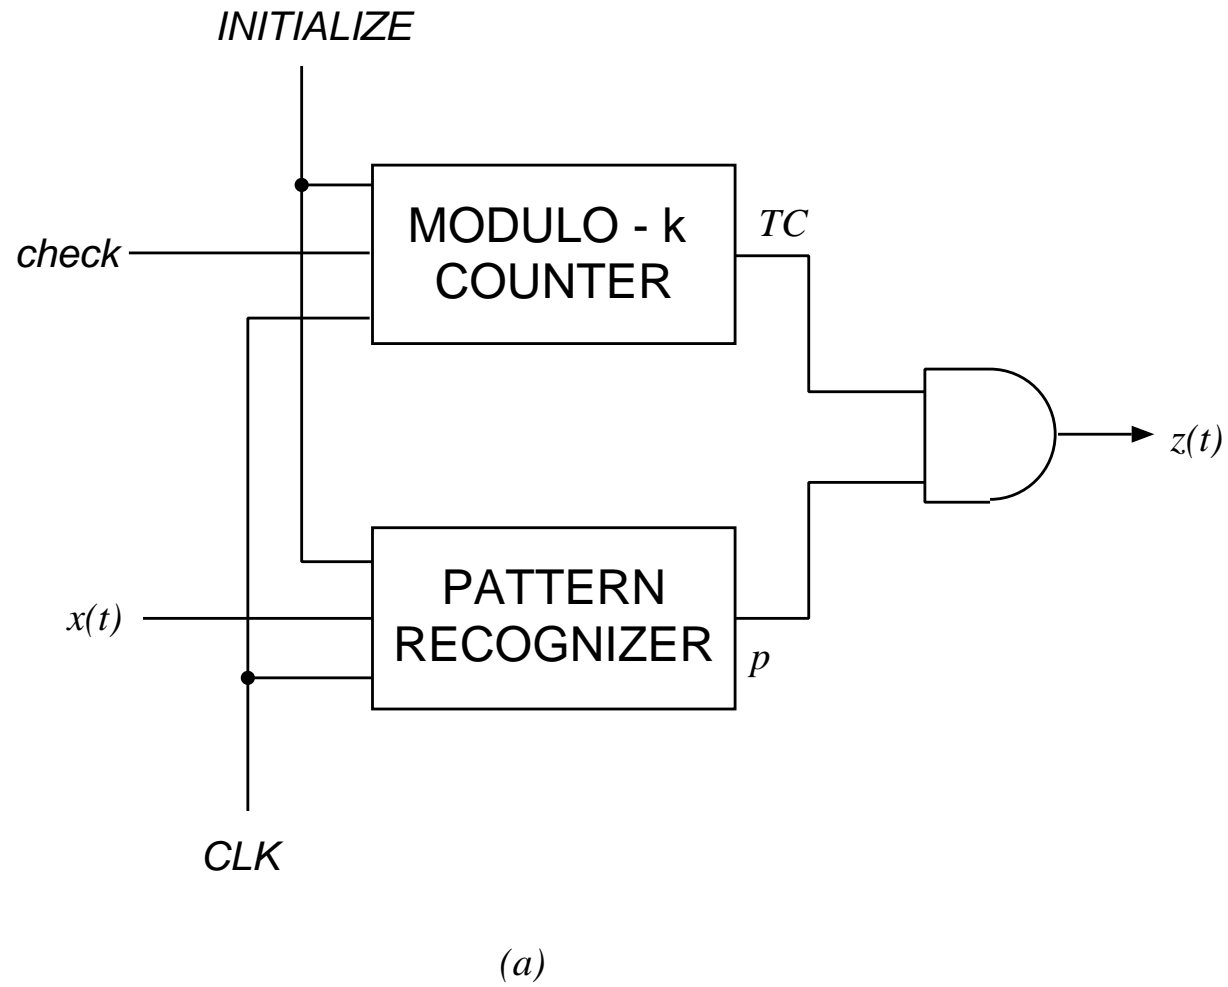 INITIALIZE
MODULO - k
COUNTER
TC
check
z(t)
PATTERN
RECOGNIZER
x(t)
p
CLK
(a)